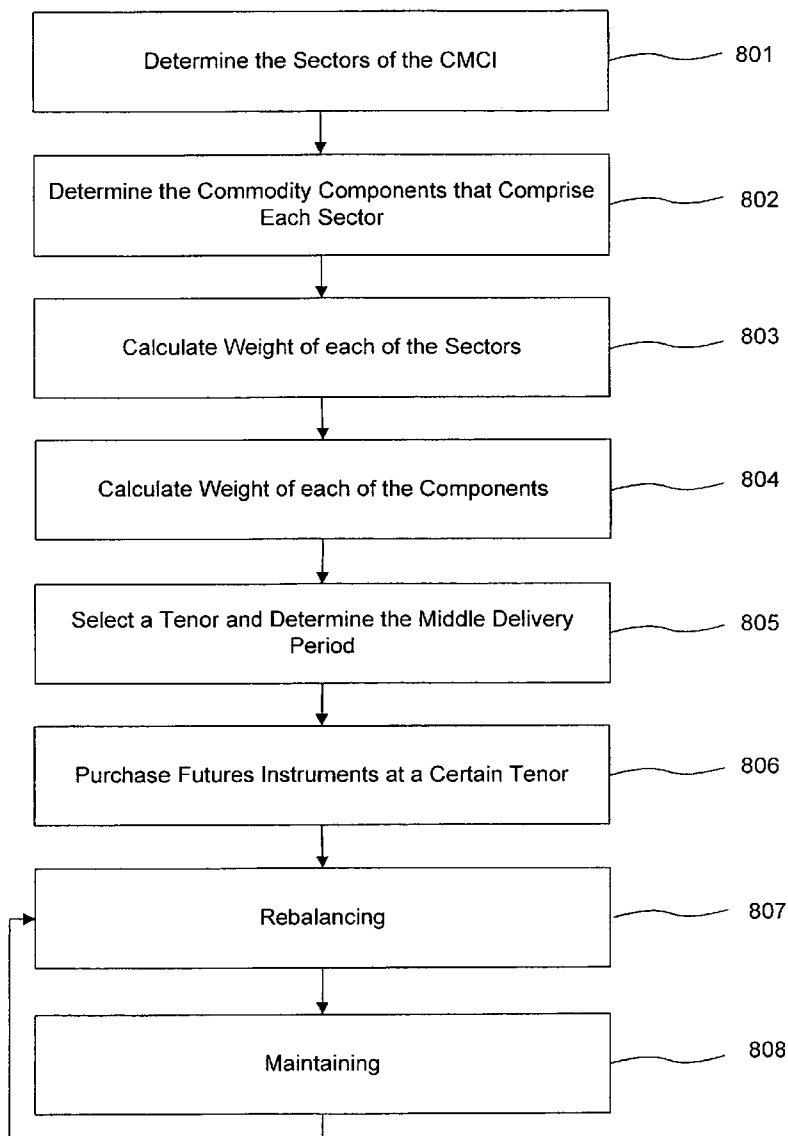 Determine the Sectors of the CMCI
801
Determine the Commodity Components that Comprise
Each Sector
802
Calculate Weight of each of the Sectors
803
Calculate Weight of each of the Components
804
Select a Tenor and Determine the Middle Delivery
Period
805
Purchase Futures Instruments at a Certain Tenor
806
Rebalancing
807
Maintaining
808